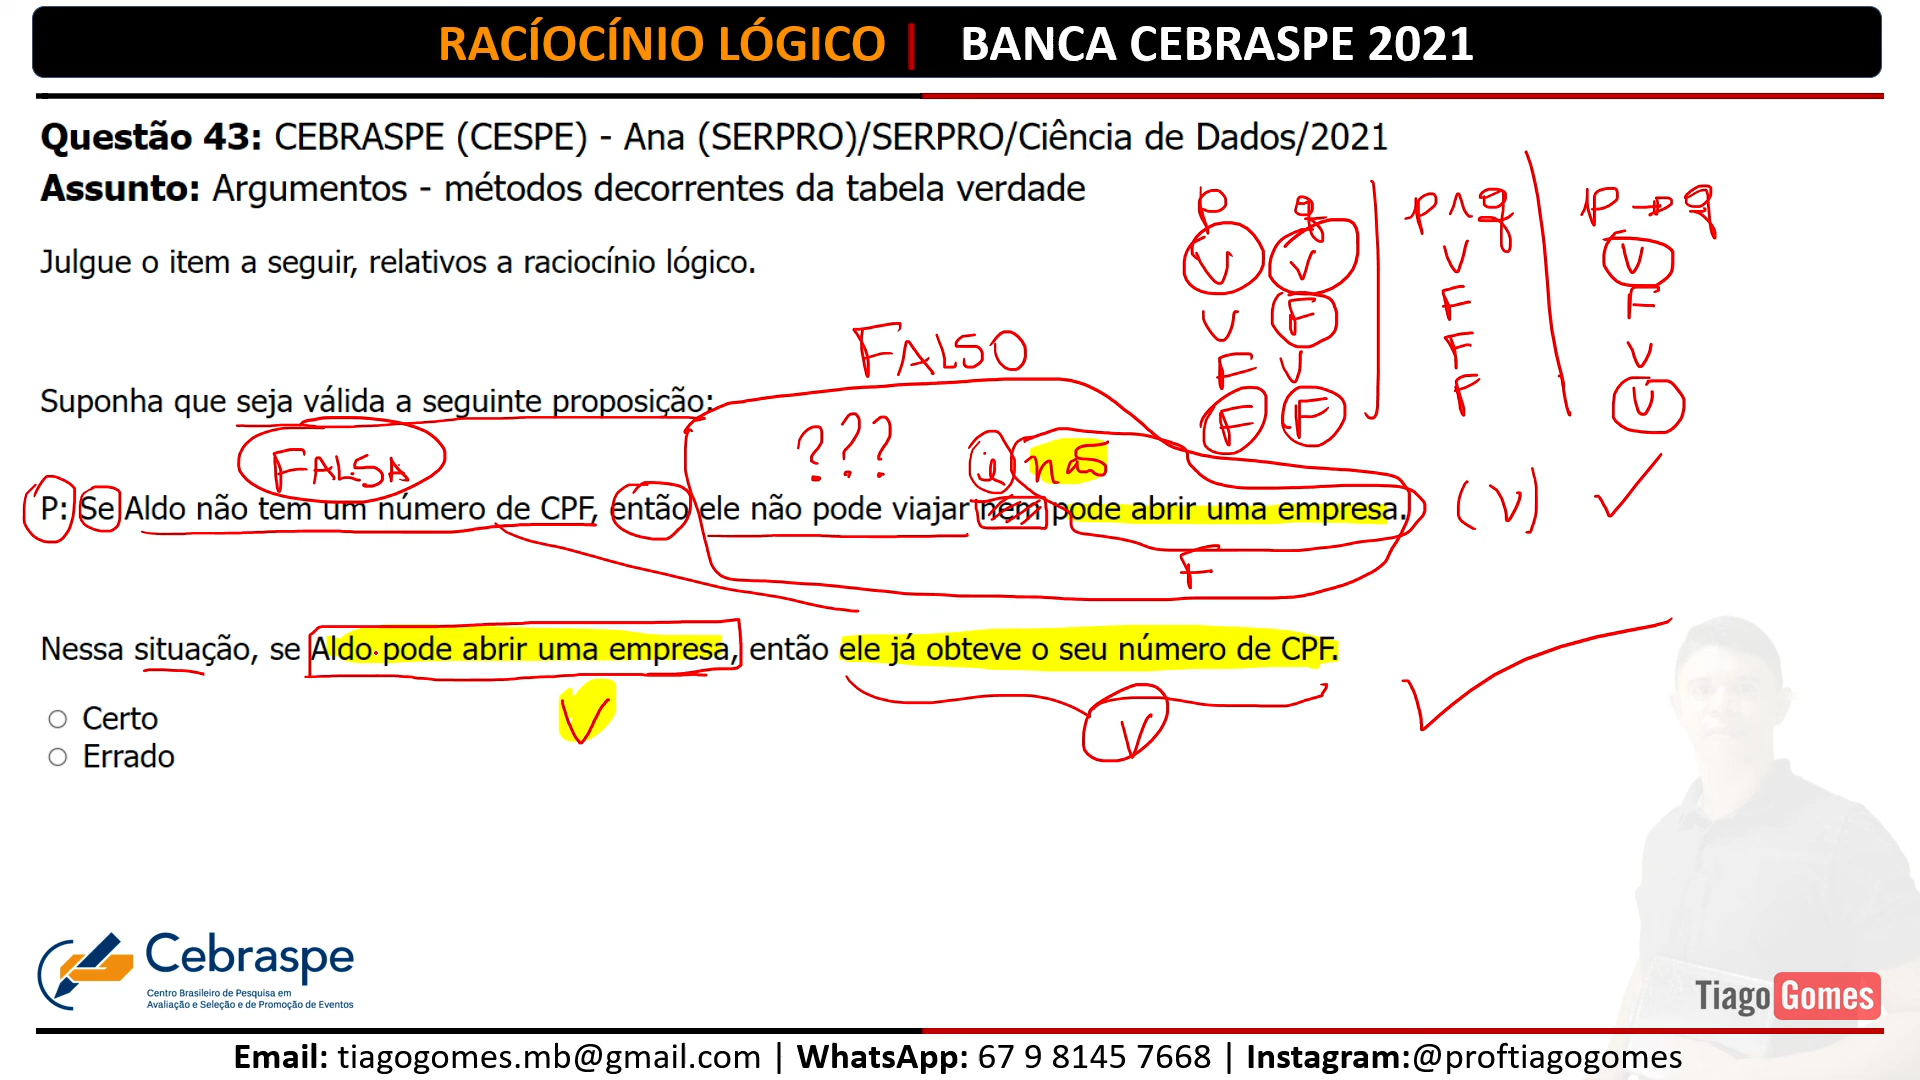 RACÍOCÍNIO LÓGICO | BANCA CEBRASPE 2021
Questão 43: CEBRASPE (CESPE) - Ana (SERPRO)/SERPRO/Ciência de Dados/2021
Assunto: Argumentos - métodos decorrentes da tabela verdade
p q p ∧ q p → q
V V V V
V F F F
F V F V
F F F V
Julgue o item a seguir, relativos a raciocínio lógico.
FALSO
Suponha que seja válida a seguinte proposição:
FALSA ??? e não
P: Se Aldo não tem um número de CPF, então ele não pode viajar nem pode abrir uma empresa. (V)
F
Nessa situação, se Aldo pode abrir uma empresa, então ele já obteve o seu número de CPF.
V V
Certo
Errado
Cebraspe
Centro Brasileiro de Pesquisa em
Avaliação e Seleção e de Promoção de Eventos
Tiago Gomes
Email: tiagogomes.mb@gmail.com | WhatsApp: 67 9 8145 7668 | Instagram:@proftiagogomes